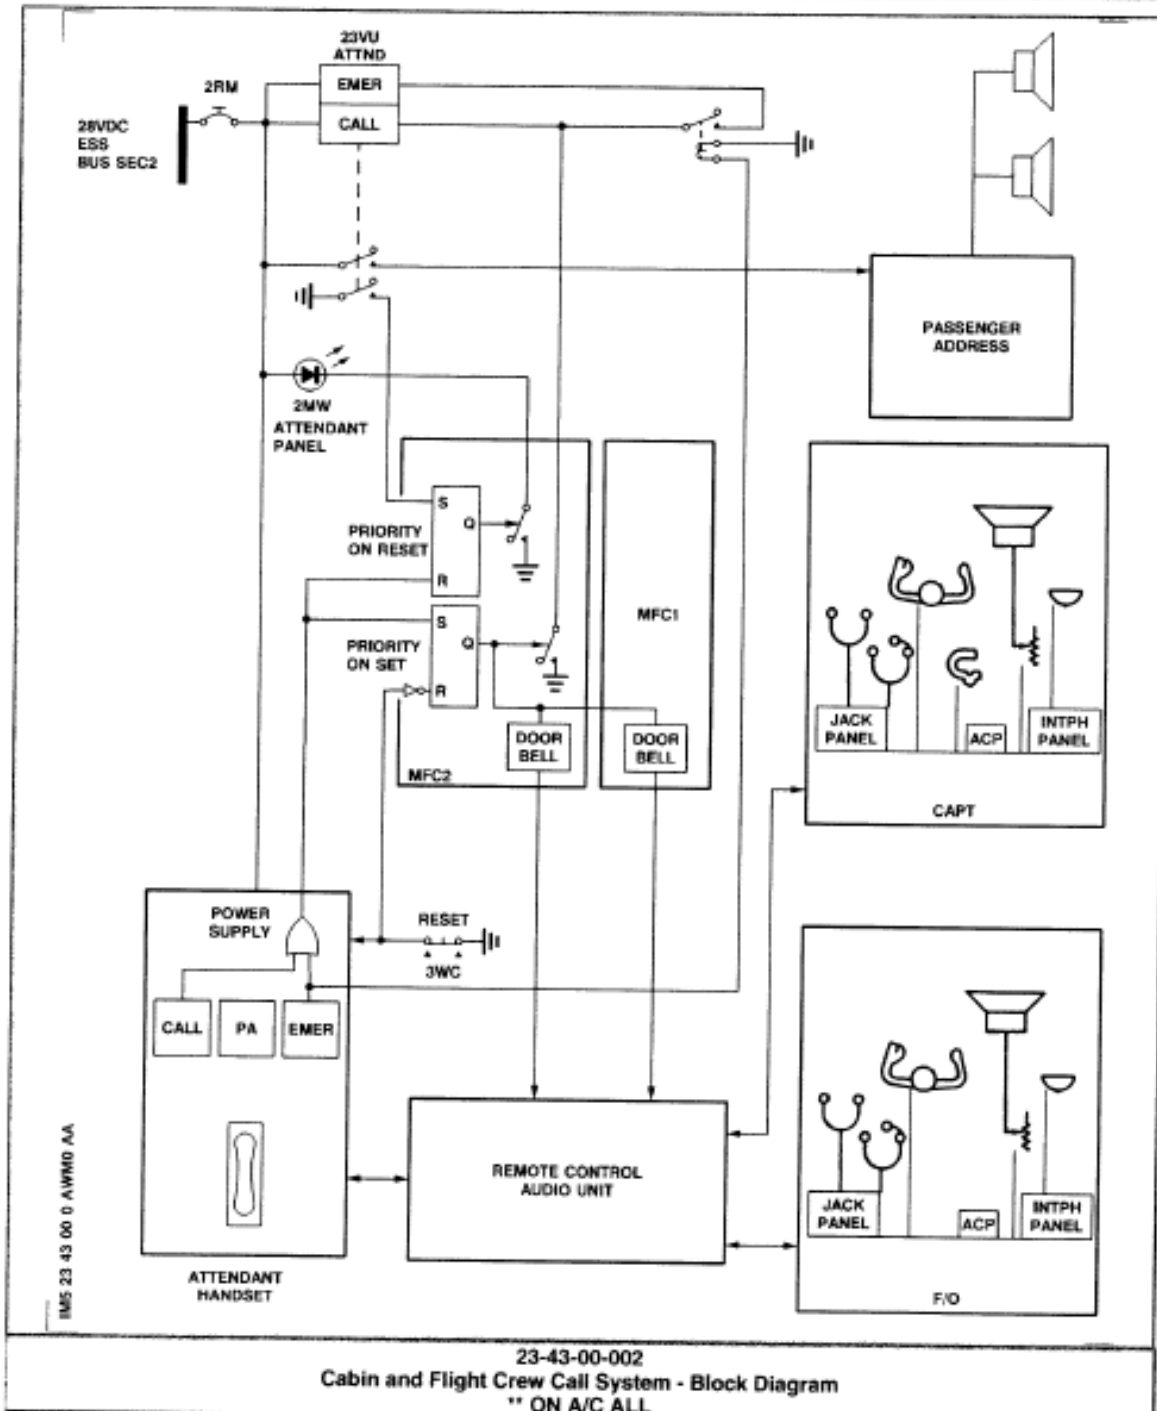 23VU
ATTND
EMER
CALL
2RM
28VDC
ESS
BUS SEC2
PASSENGER
ADDRESS
2MW
ATTENDANT
PANEL
S
Q
R
PRIORITY
ON RESET
S
Q
R
PRIORITY
ON SET
DOOR
BELL
MFC2
MFC1
DOOR
BELL
JACK
PANEL
ACP
INTPH
PANEL
CAPT
POWER
SUPPLY
RESET
3WC
CALL
PA
EMER
REMOTE CONTROL
AUDIO UNIT
JACK
PANEL
ACP
INTPH
PANEL
F/O
ATTENDANT
HANDSET
23 43 00 0 AWM0 AA
23-43-00-002
Cabin and Flight Crew Call System - Block Diagram
** ON A/C ALL